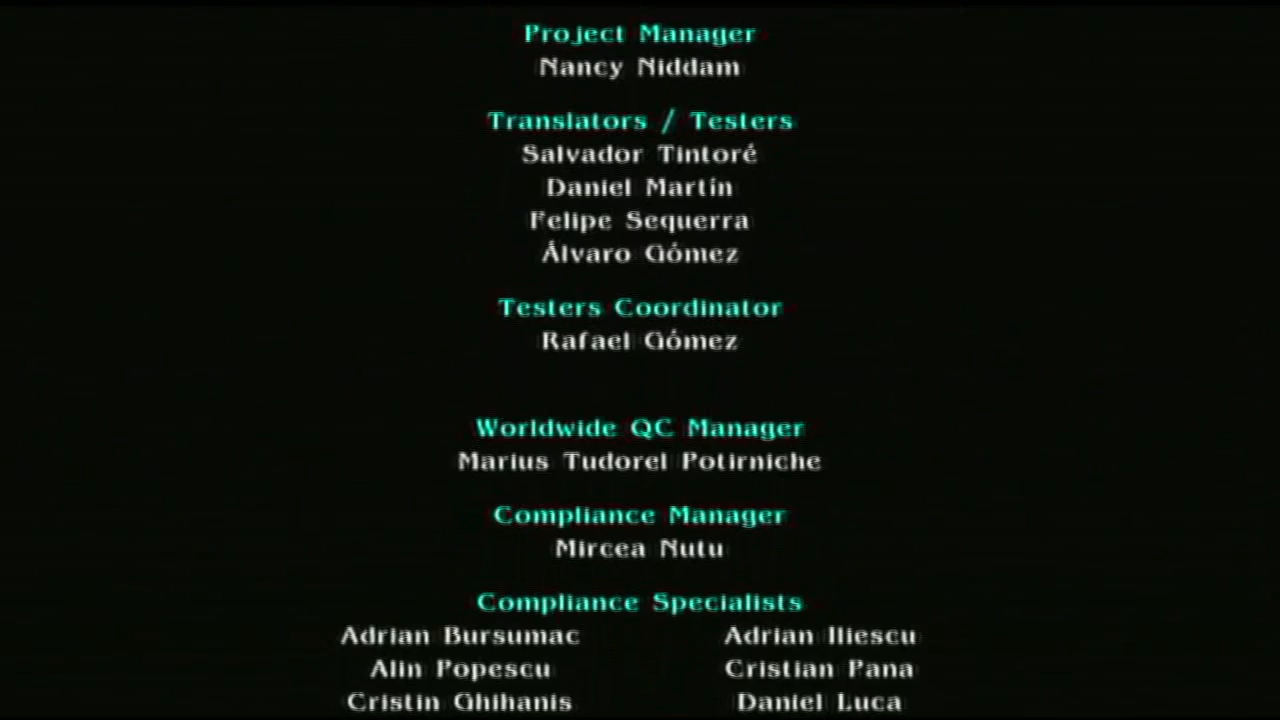 Project Manager
Nancy Niddam
Translators / Testers
Salvador Tintoré
Daniel Martín
Felipe Sequerra
Álvaro Gómez
Testers Coordinator
Rafael Gómez
Worldwide QC Manager
Marius Tudorel Potirniche
Compliance Manager
Mircea Nutu
Compliance Specialists
Adrian Bursumac Adrian Iliescu
Alin Popescu Cristian Pana
Cristin Ghihanis Daniel Luca